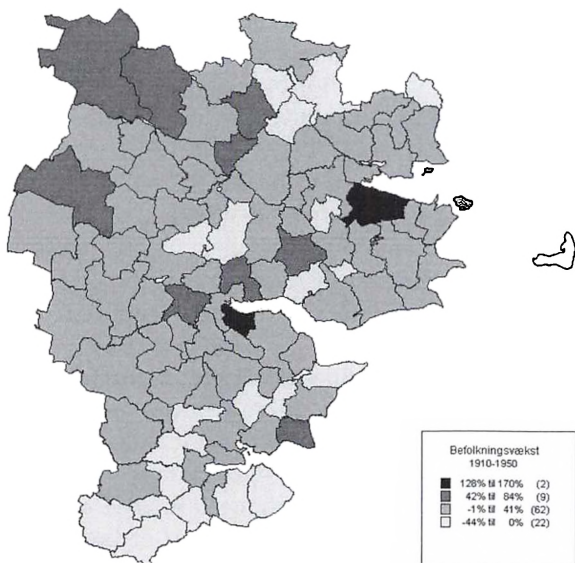 Befolkningsvækst
1910-1950
128% til 170% (2)
42% til 84% (9)
-1% til 41% (62)
-44% til 0% (22)